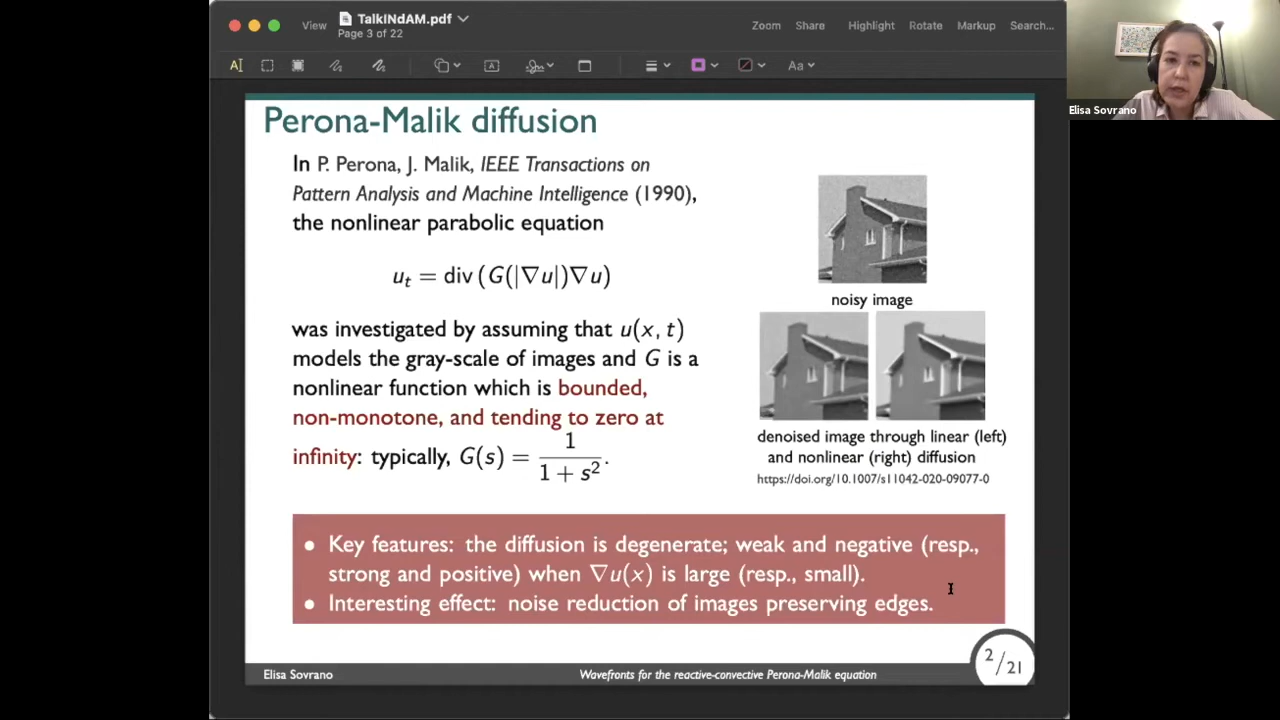 View
TalkINdAM.pdf
Page 3 of 22
Zoom
Share
Highlight
Rotate
Markup
Search...
Aa
Elisa Sovrano
Perona-Malik diffusion
In P. Perona, J. Malik, IEEE Transactions on
Pattern Analysis and Machine Intelligence (1990),
the nonlinear parabolic equation
u_t = div (G(|∇u|)∇u)
was investigated by assuming that u(x, t)
models the gray-scale of images and G is a
nonlinear function which is bounded,
non-monotone, and tending to zero at
infinity: typically, G(s) = 1 / (1 + s²).
noisy image
denoised image through linear (left)
and nonlinear (right) diffusion
https://doi.org/10.1007/s11042-020-09077-0
● Key features: the diffusion is degenerate; weak and negative (resp.,
strong and positive) when ∇u(x) is large (resp., small).
● Interesting effect: noise reduction of images preserving edges.
Elisa Sovrano
Wavefronts for the reactive-convective Perona-Malik equation
2/21